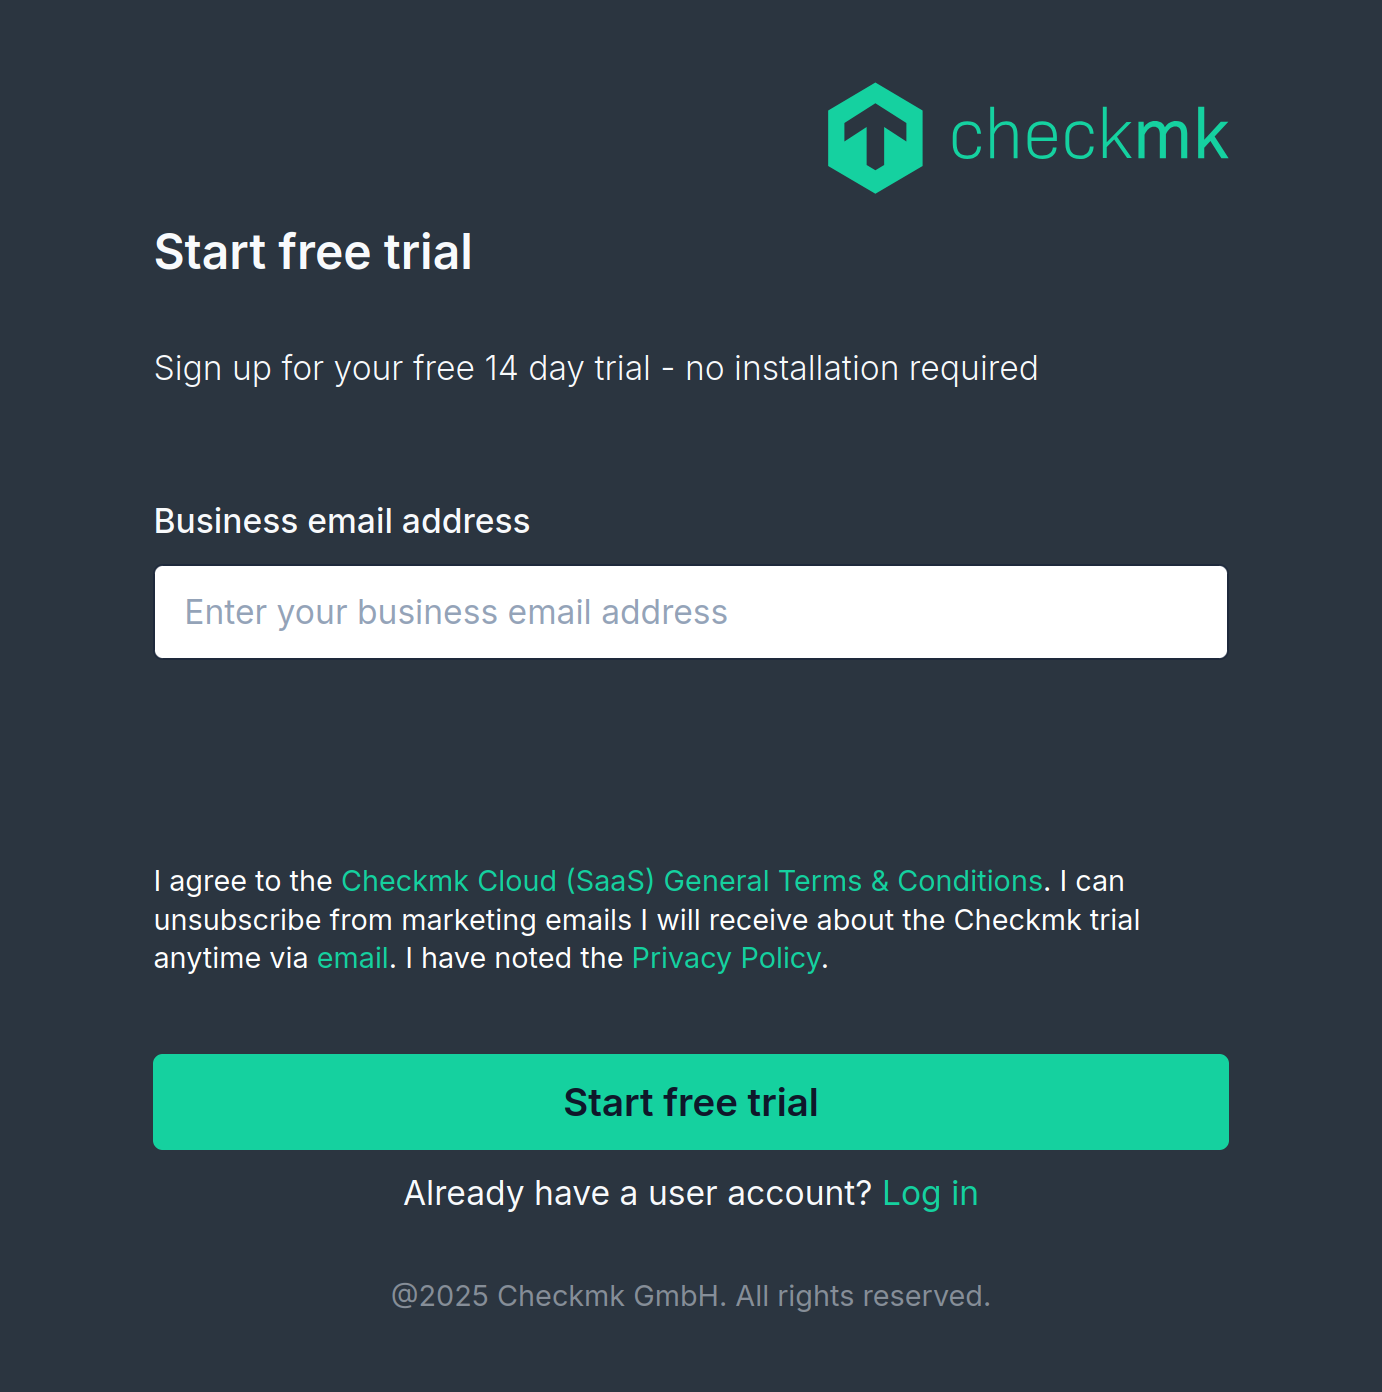 checkmk
Start free trial
Sign up for your free 14 day trial - no installation required
Business email address
Enter your business email address
I agree to the Checkmk Cloud (SaaS) General Terms & Conditions. I can
unsubscribe from marketing emails I will receive about the Checkmk trial
anytime via email. I have noted the Privacy Policy.
Start free trial
Already have a user account? Log in
@2025 Checkmk GmbH. All rights reserved.